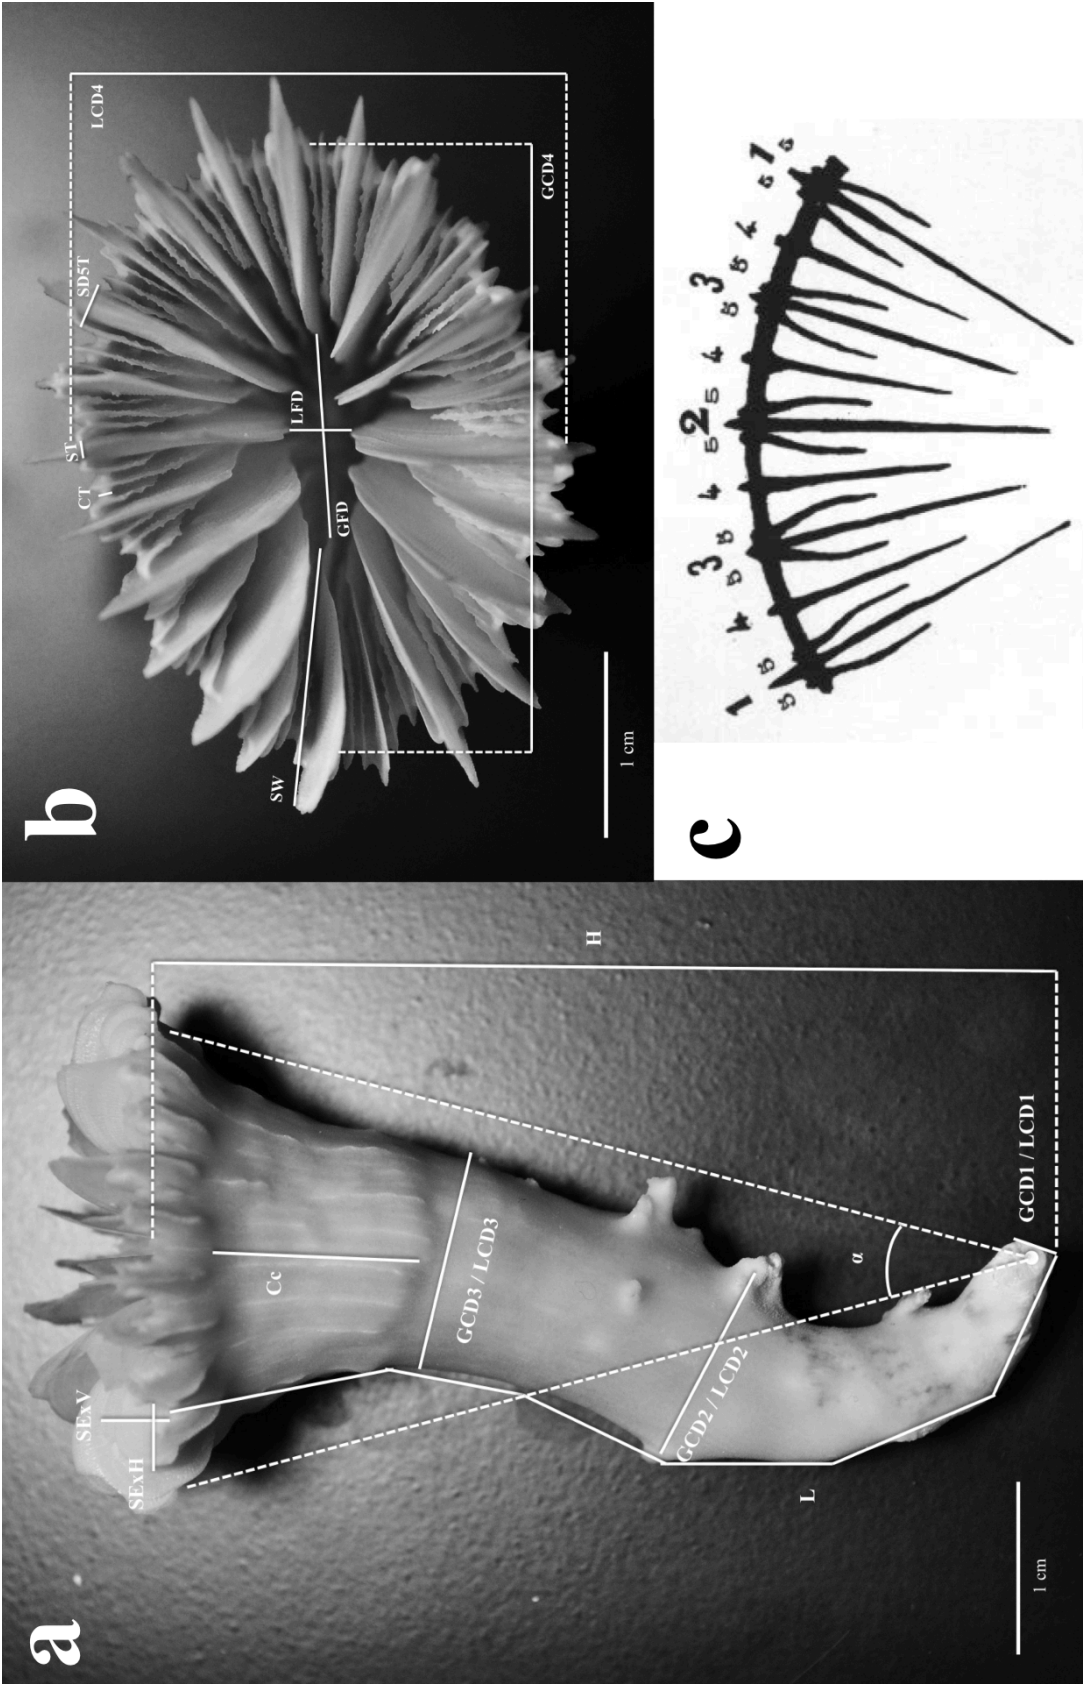 a
SExH
SExV
Cc
GCD3 / LCD3
GCD2 / LCD2
L
α
H
GCD1 / LCD1
1 cm
b
SW
CT
ST
SD5T
LCD4
GFD
LFD
GCD4
1 cm
c
1 5 5 4 5 3 5 4 5 2 5 4 5 3 5 4 5 1 5